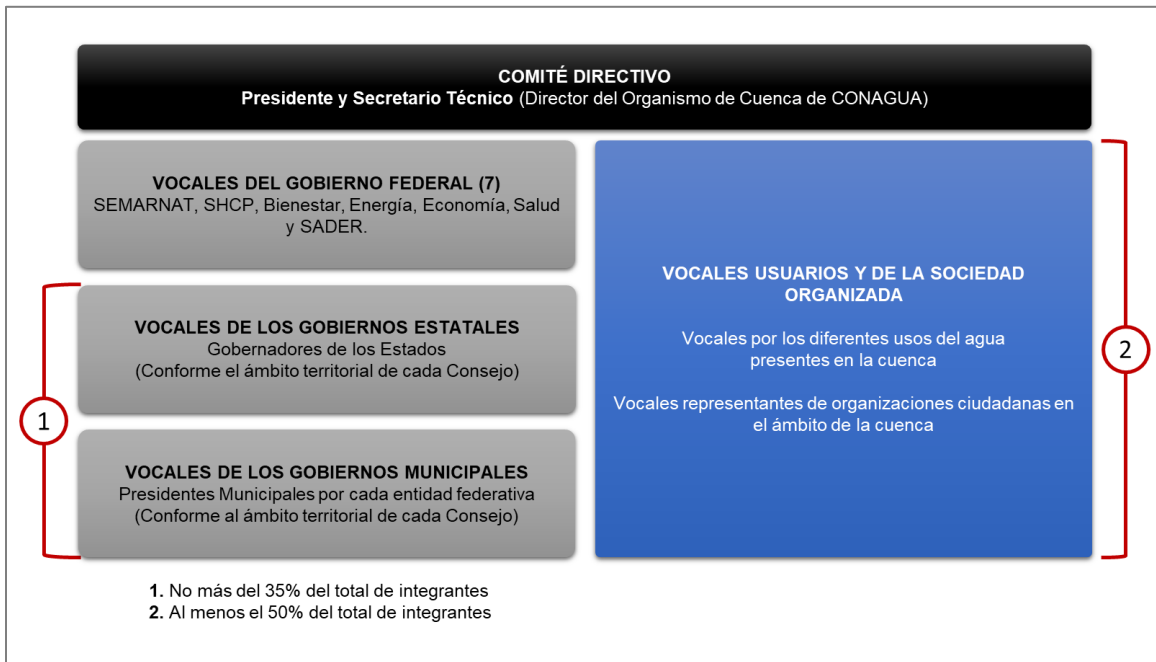 COMITÉ DIRECTIVO
Presidente y Secretario Técnico (Director del Organismo de Cuenca de CONAGUA)
VOCALES DEL GOBIERNO FEDERAL (7)
SEMARNAT, SHCP, Bienestar, Energía, Economía, Salud
y SADER.
VOCALES DE LOS GOBIERNOS ESTATALES
Gobernadores de los Estados
(Conforme el ámbito territorial de cada Consejo)
VOCALES DE LOS GOBIERNOS MUNICIPALES
Presidentes Municipales por cada entidad federativa
(Conforme al ámbito territorial de cada Consejo)
1
VOCALES USUARIOS Y DE LA SOCIEDAD
ORGANIZADA
Vocales por los diferentes usos del agua
presentes en la cuenca
Vocales representantes de organizaciones ciudadanas en
el ámbito de la cuenca
2
1. No más del 35% del total de integrantes
2. Al menos el 50% del total de integrantes